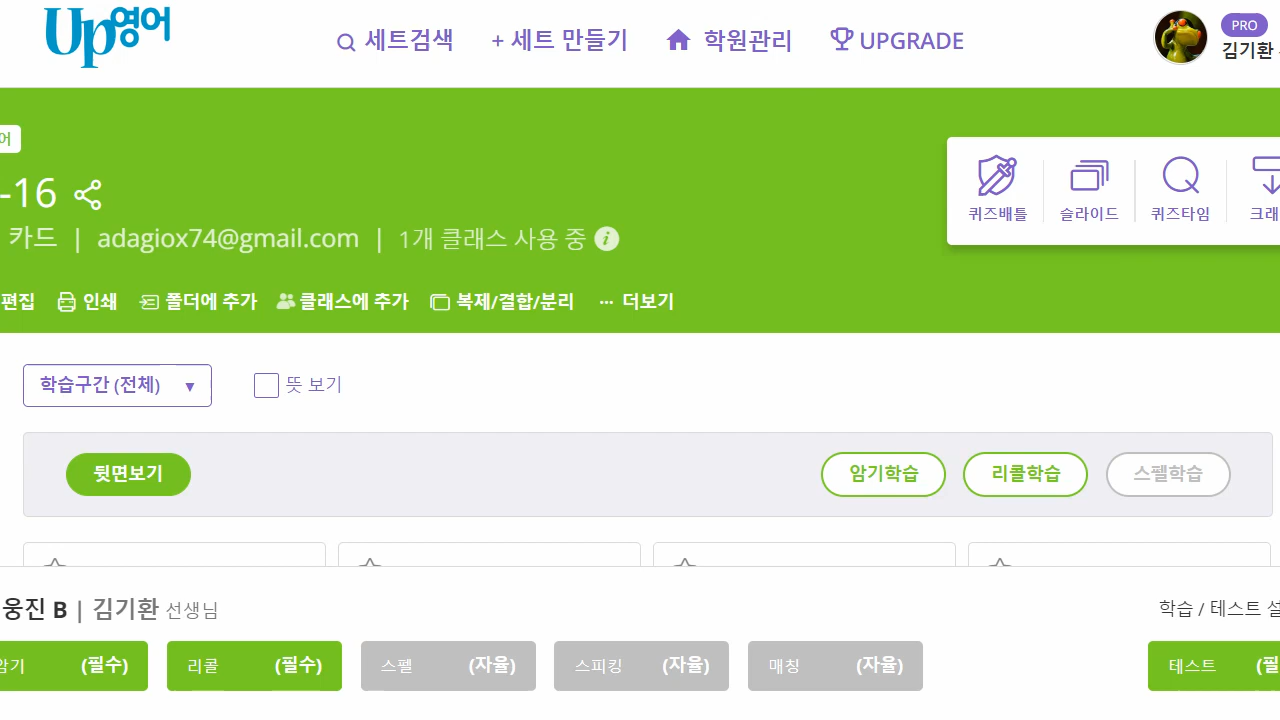 Up영어
세트검색 + 세트 만들기 학원관리 UPGRADE
PRO
김기환
어
-16
카드 | adagiox74@gmail.com | 1개 클래스 사용 중 i
퀴즈배틀 슬라이드 퀴즈타임 크래
편집 인쇄 폴더에 추가 클래스에 추가 복제/결합/분리 ··· 더보기
학습구간 (전체) ▼ 뜻 보기
뒷면보기 암기학습 리콜학습 스펠학습
웅진 B | 김기환 선생님 학습 / 테스트 설
암기 (필수) 리콜 (필수) 스펠 (자율) 스피킹 (자율) 매칭 (자율) 테스트 (필